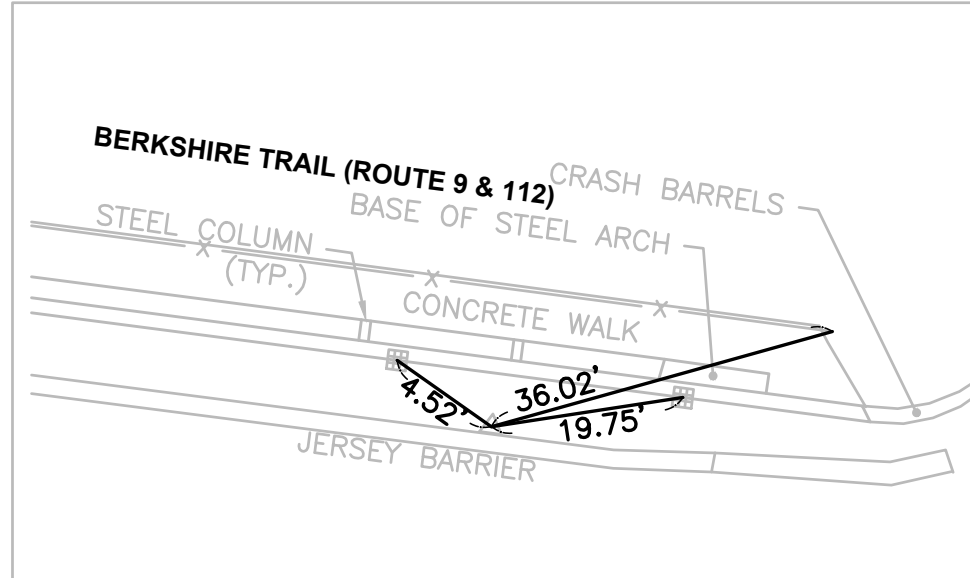 BERKSHIRE TRAIL (ROUTE 9 & 112)
CRASH BARRELS
BASE OF STEEL ARCH
STEEL COLUMN
(TYP.)
CONCRETE WALK
36.02'
4.52'
19.75'
JERSEY BARRIER